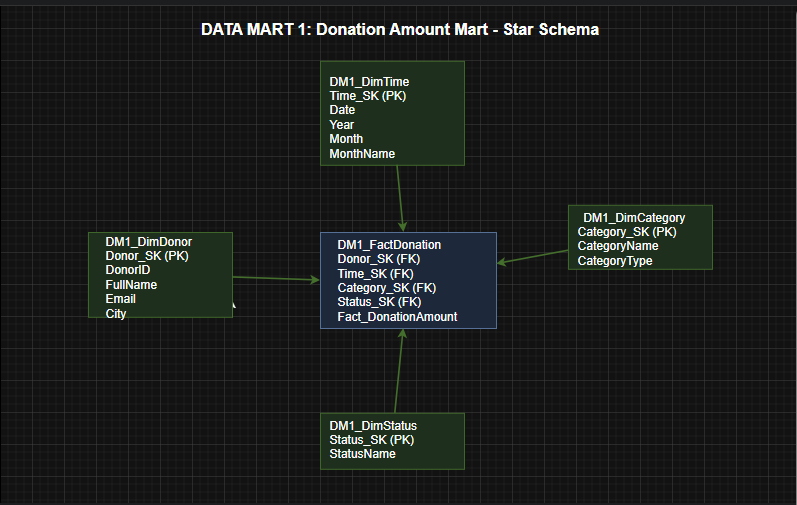 DATA MART 1: Donation Amount Mart - Star Schema
DM1_DimTime
Time_SK (PK)
Date
Year
Month
MonthName
DM1_DimDonor
Donor_SK (PK)
DonorID
FullName
Email
City
DM1_FactDonation
Donor_SK (FK)
Time_SK (FK)
Category_SK (FK)
Status_SK (FK)
Fact_DonationAmount
DM1_DimCategory
Category_SK (PK)
CategoryName
CategoryType
DM1_DimStatus
Status_SK (PK)
StatusName